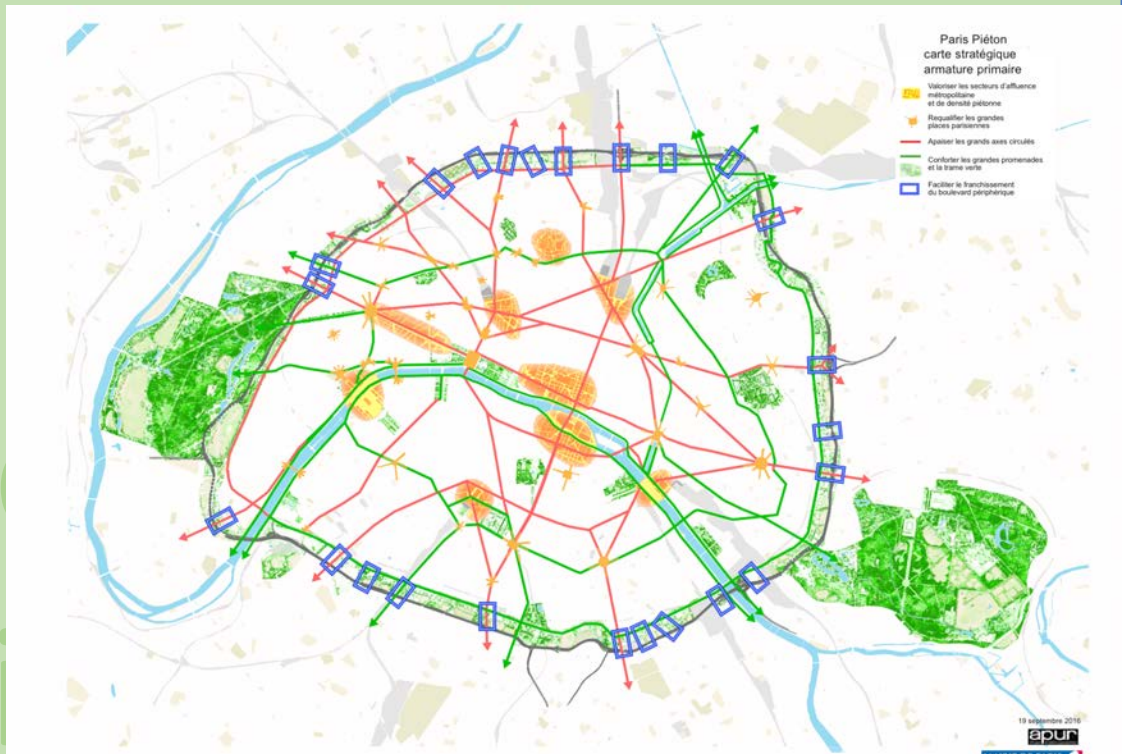 Paris Piéton
carte stratégique
armature primaire
Valoriser les secteurs d'affluence
métropolitaine
et de densité piétonne
Requalifier les grandes
places parisiennes
Apaiser les grands axes circulés
Conforter les grandes promenades
et la trame verte
Faciliter le franchissement
du boulevard périphérique
19 septembre 2016
apur